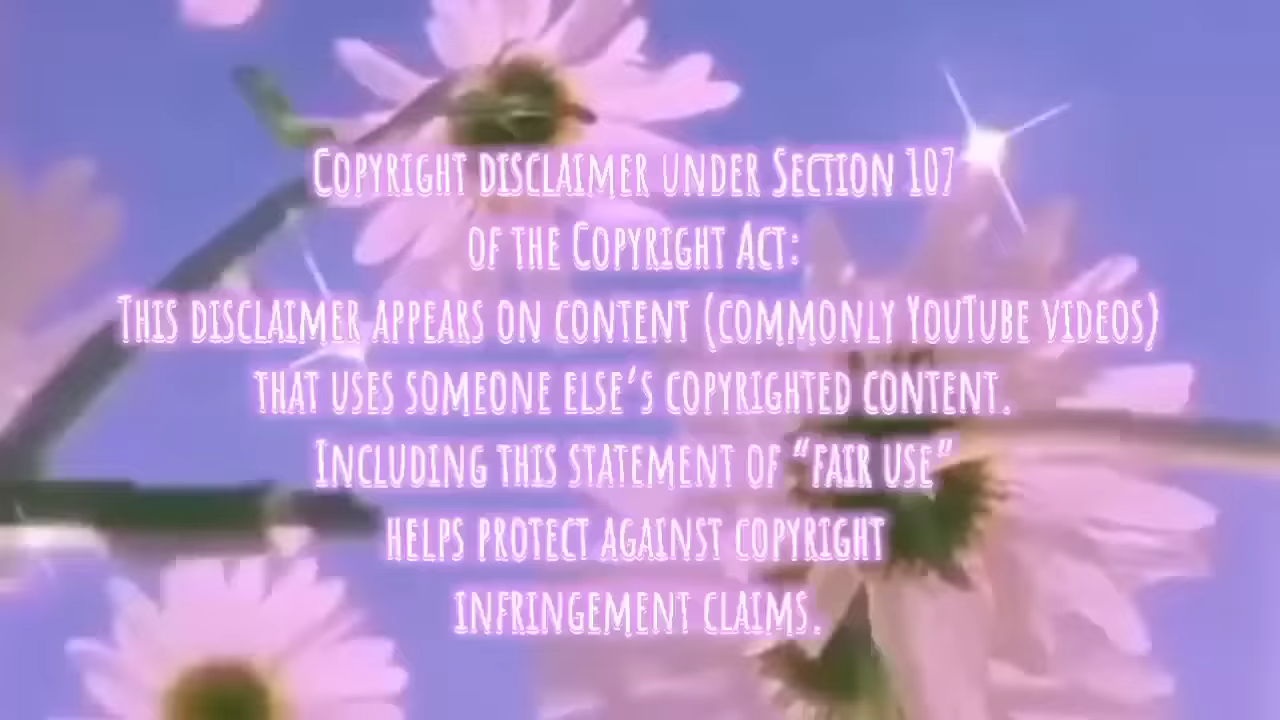 Copyright disclaimer under Section 107
of the Copyright Act:
This disclaimer appears on content (commonly YouTube videos)
that uses someone else’s copyrighted content.
Including this statement of “fair use”
helps protect against copyright
infringement claims.